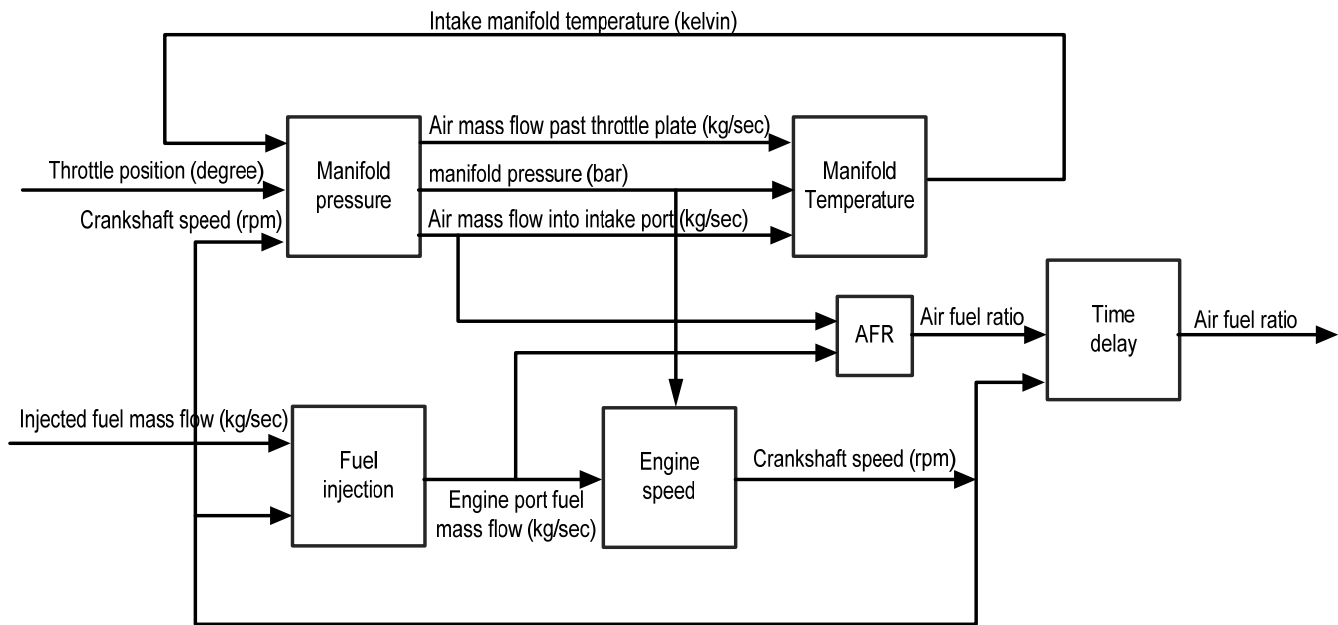 Intake manifold temperature (kelvin)
Air mass flow past throttle plate (kg/sec)
Throttle position (degree)
Manifold
pressure
manifold pressure (bar)
Manifold
Temperature
Crankshaft speed (rpm)
Air mass flow into intake port (kg/sec)
AFR
Air fuel ratio
Time
delay
Air fuel ratio
Injected fuel mass flow (kg/sec)
Fuel
injection
Engine port fuel
mass flow (kg/sec)
Engine
speed
Crankshaft speed (rpm)